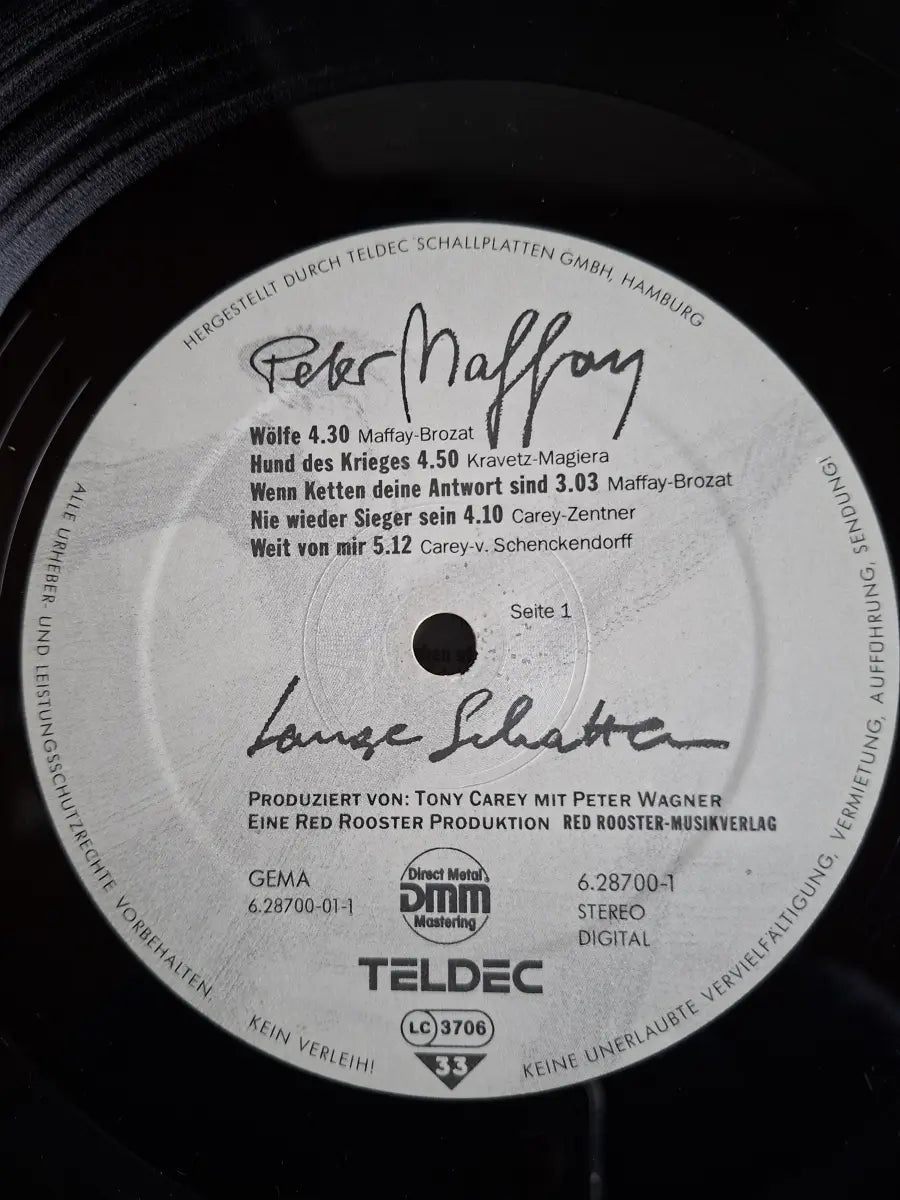 HERGESTELLT DURCH TELDEC SCHALLPLATTEN GMBH, HAMBURG
Peter Maffay
Wölfe 4.30 Maffay-Brozat
Hund des Krieges 4.50 Kravetz-Magiera
Wenn Ketten deine Antwort sind 3.03 Maffay-Brozat
Nie wieder Sieger sein 4.10 Carey-Zentner
Weit von mir 5.12 Carey-v. Schenckendorff
Seite 1
Lange Schatten
PRODUZIERT VON: TONY CAREY MIT PETER WAGNER
EINE RED ROOSTER PRODUKTION RED ROOSTER-MUSIKVERLAG
GEMA
6.28700-01-1
Direct Metal
DMM
Mastering
6.28700-1
STEREO
DIGITAL
TELDEC
LC 3706
33
ALLE URHEBER- UND LEISTUNGSSCHUTZRECHTE VORBEHALTEN.
KEIN VERLEIH!
KEINE UNERLAUBTE VERVIELFÄLTIGUNG, VERMIETUNG, AUFFÜHRUNG, SENDUNG!